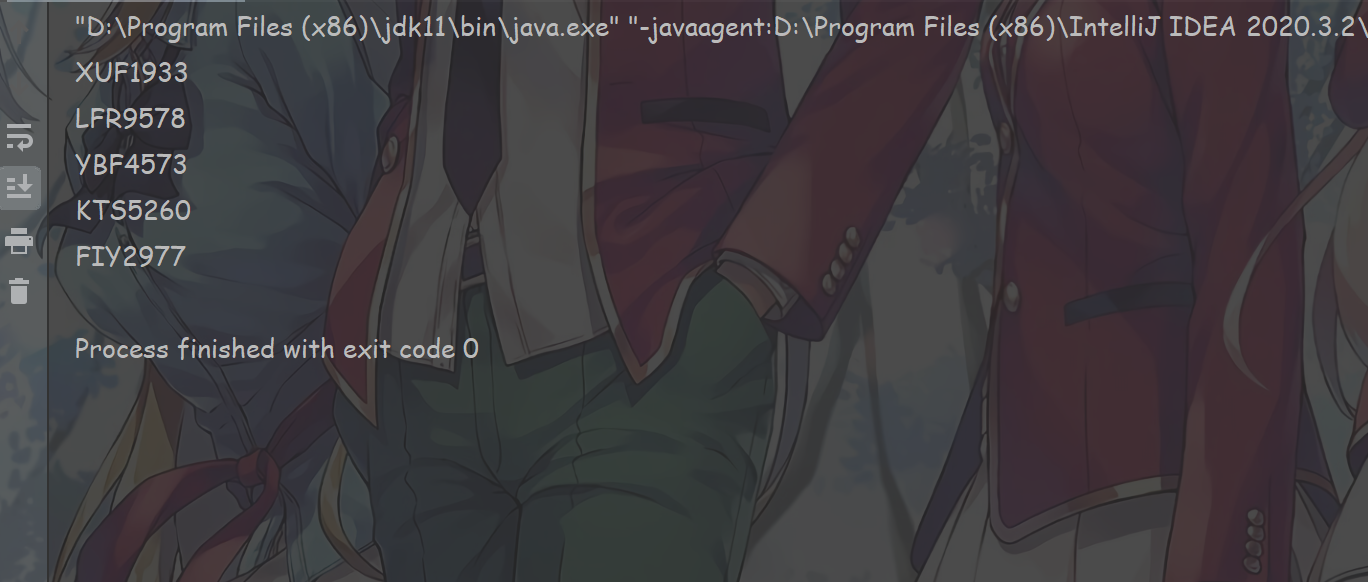 "D:\Program Files (x86)\jdk11\bin\java.exe" "-javaagent:D:\Program Files (x86)\IntelliJ IDEA 2020.3.2\
XUF1933
LFR9578
YBF4573
KTS5260
FIY2977
Process finished with exit code 0